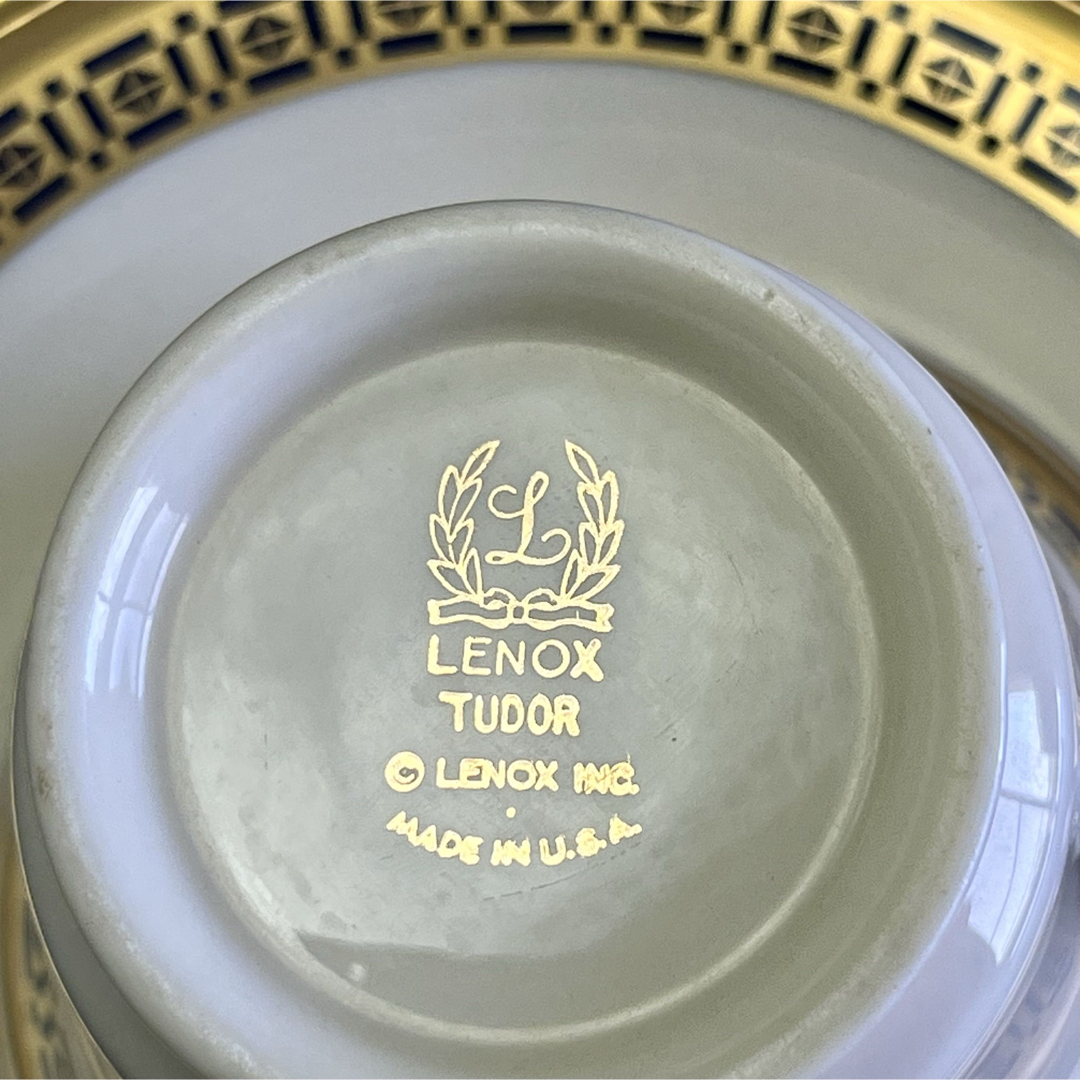 L
LENOX
TUDOR
© LENOX INC.
MADE IN U.S.A.